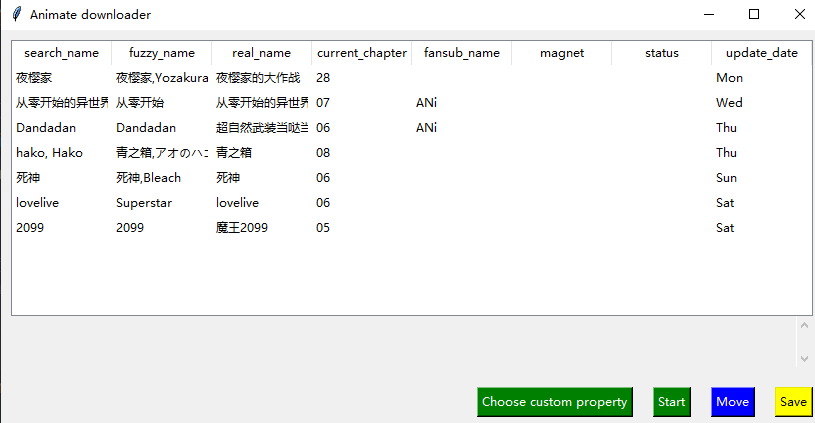 Animate downloader
search_name fuzzy_name real_name current_chapter fansub_name magnet status update_date
夜樱家 夜樱家,Yozakura 夜樱家的大作战 28 Mon
从零开始的异世界 从零开始 从零开始的异世界 07 ANi Wed
Dandadan Dandadan 超自然武装当哒当 06 ANi Thu
hako, Hako 青之箱,アオのハコ 青之箱 08 Thu
死神 死神,Bleach 死神 06 Sun
lovelive Superstar lovelive 06 Sat
2099 2099 魔王2099 05 Sat
Choose custom property Start Move Save